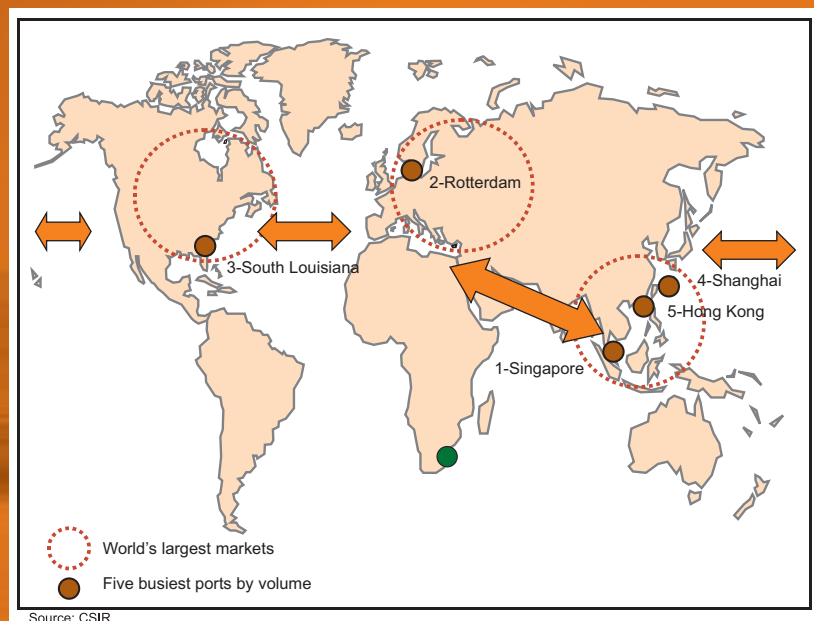 2-Rotterdam
3-South Louisiana
4-Shanghai
5-Hong Kong
1-Singapore
World's largest markets
Five busiest ports by volume
Source: CSIR